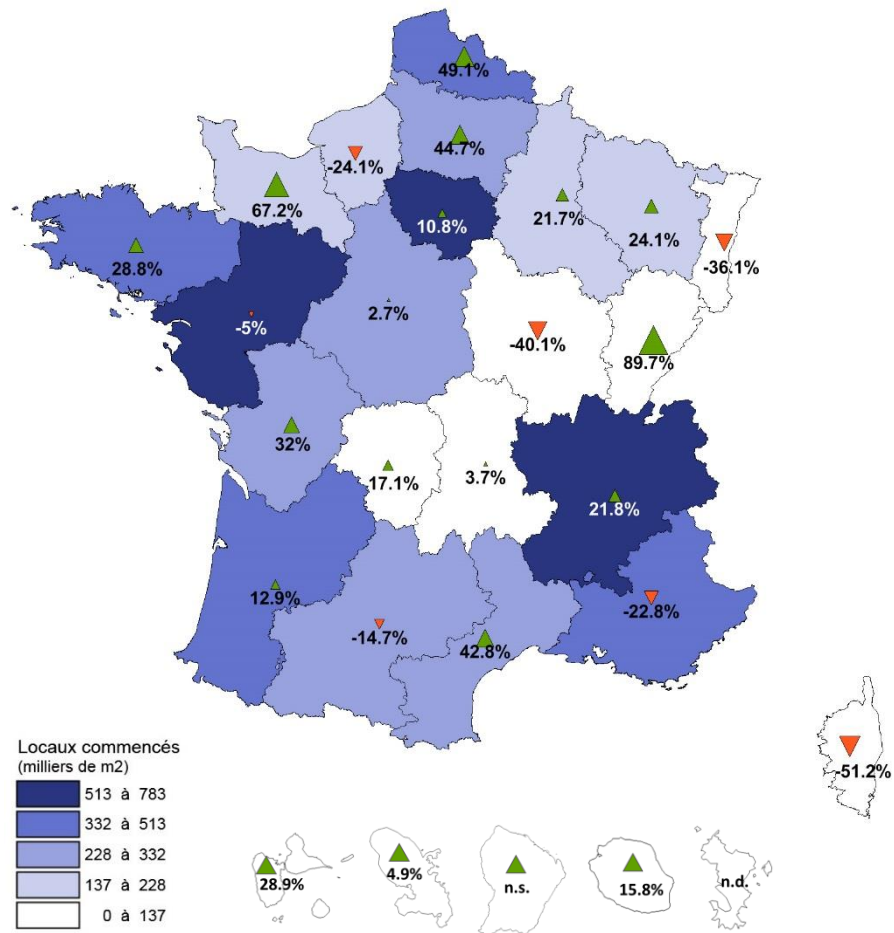 49.1%
44.7%
-24.1%
67.2%
10.8%
21.7%
24.1%
-36.1%
28.8%
-5%
2.7%
-40.1%
89.7%
32%
17.1%
3.7%
21.8%
12.9%
-14.7%
42.8%
-22.8%
-51.2%
Locaux commencés
(milliers de m2)
513 à 783
332 à 513
228 à 332
137 à 228
0 à 137
28.9%
4.9%
n.s.
15.8%
n.d.